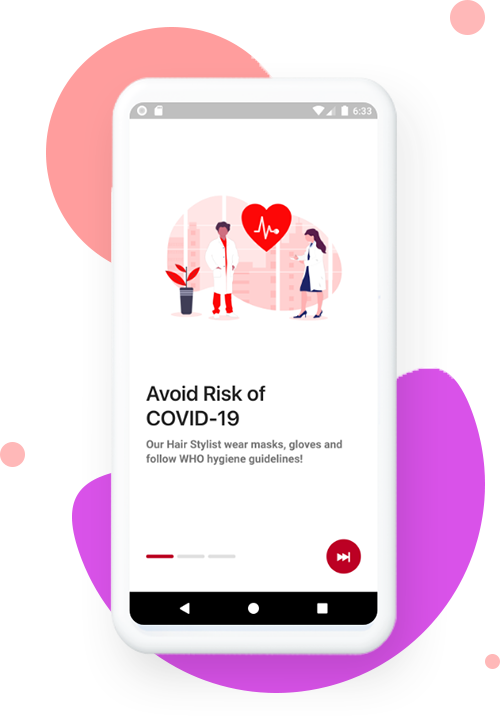 6:33
Avoid Risk of
COVID-19
Our Hair Stylist wear masks, gloves and
follow WHO hygiene guidelines!